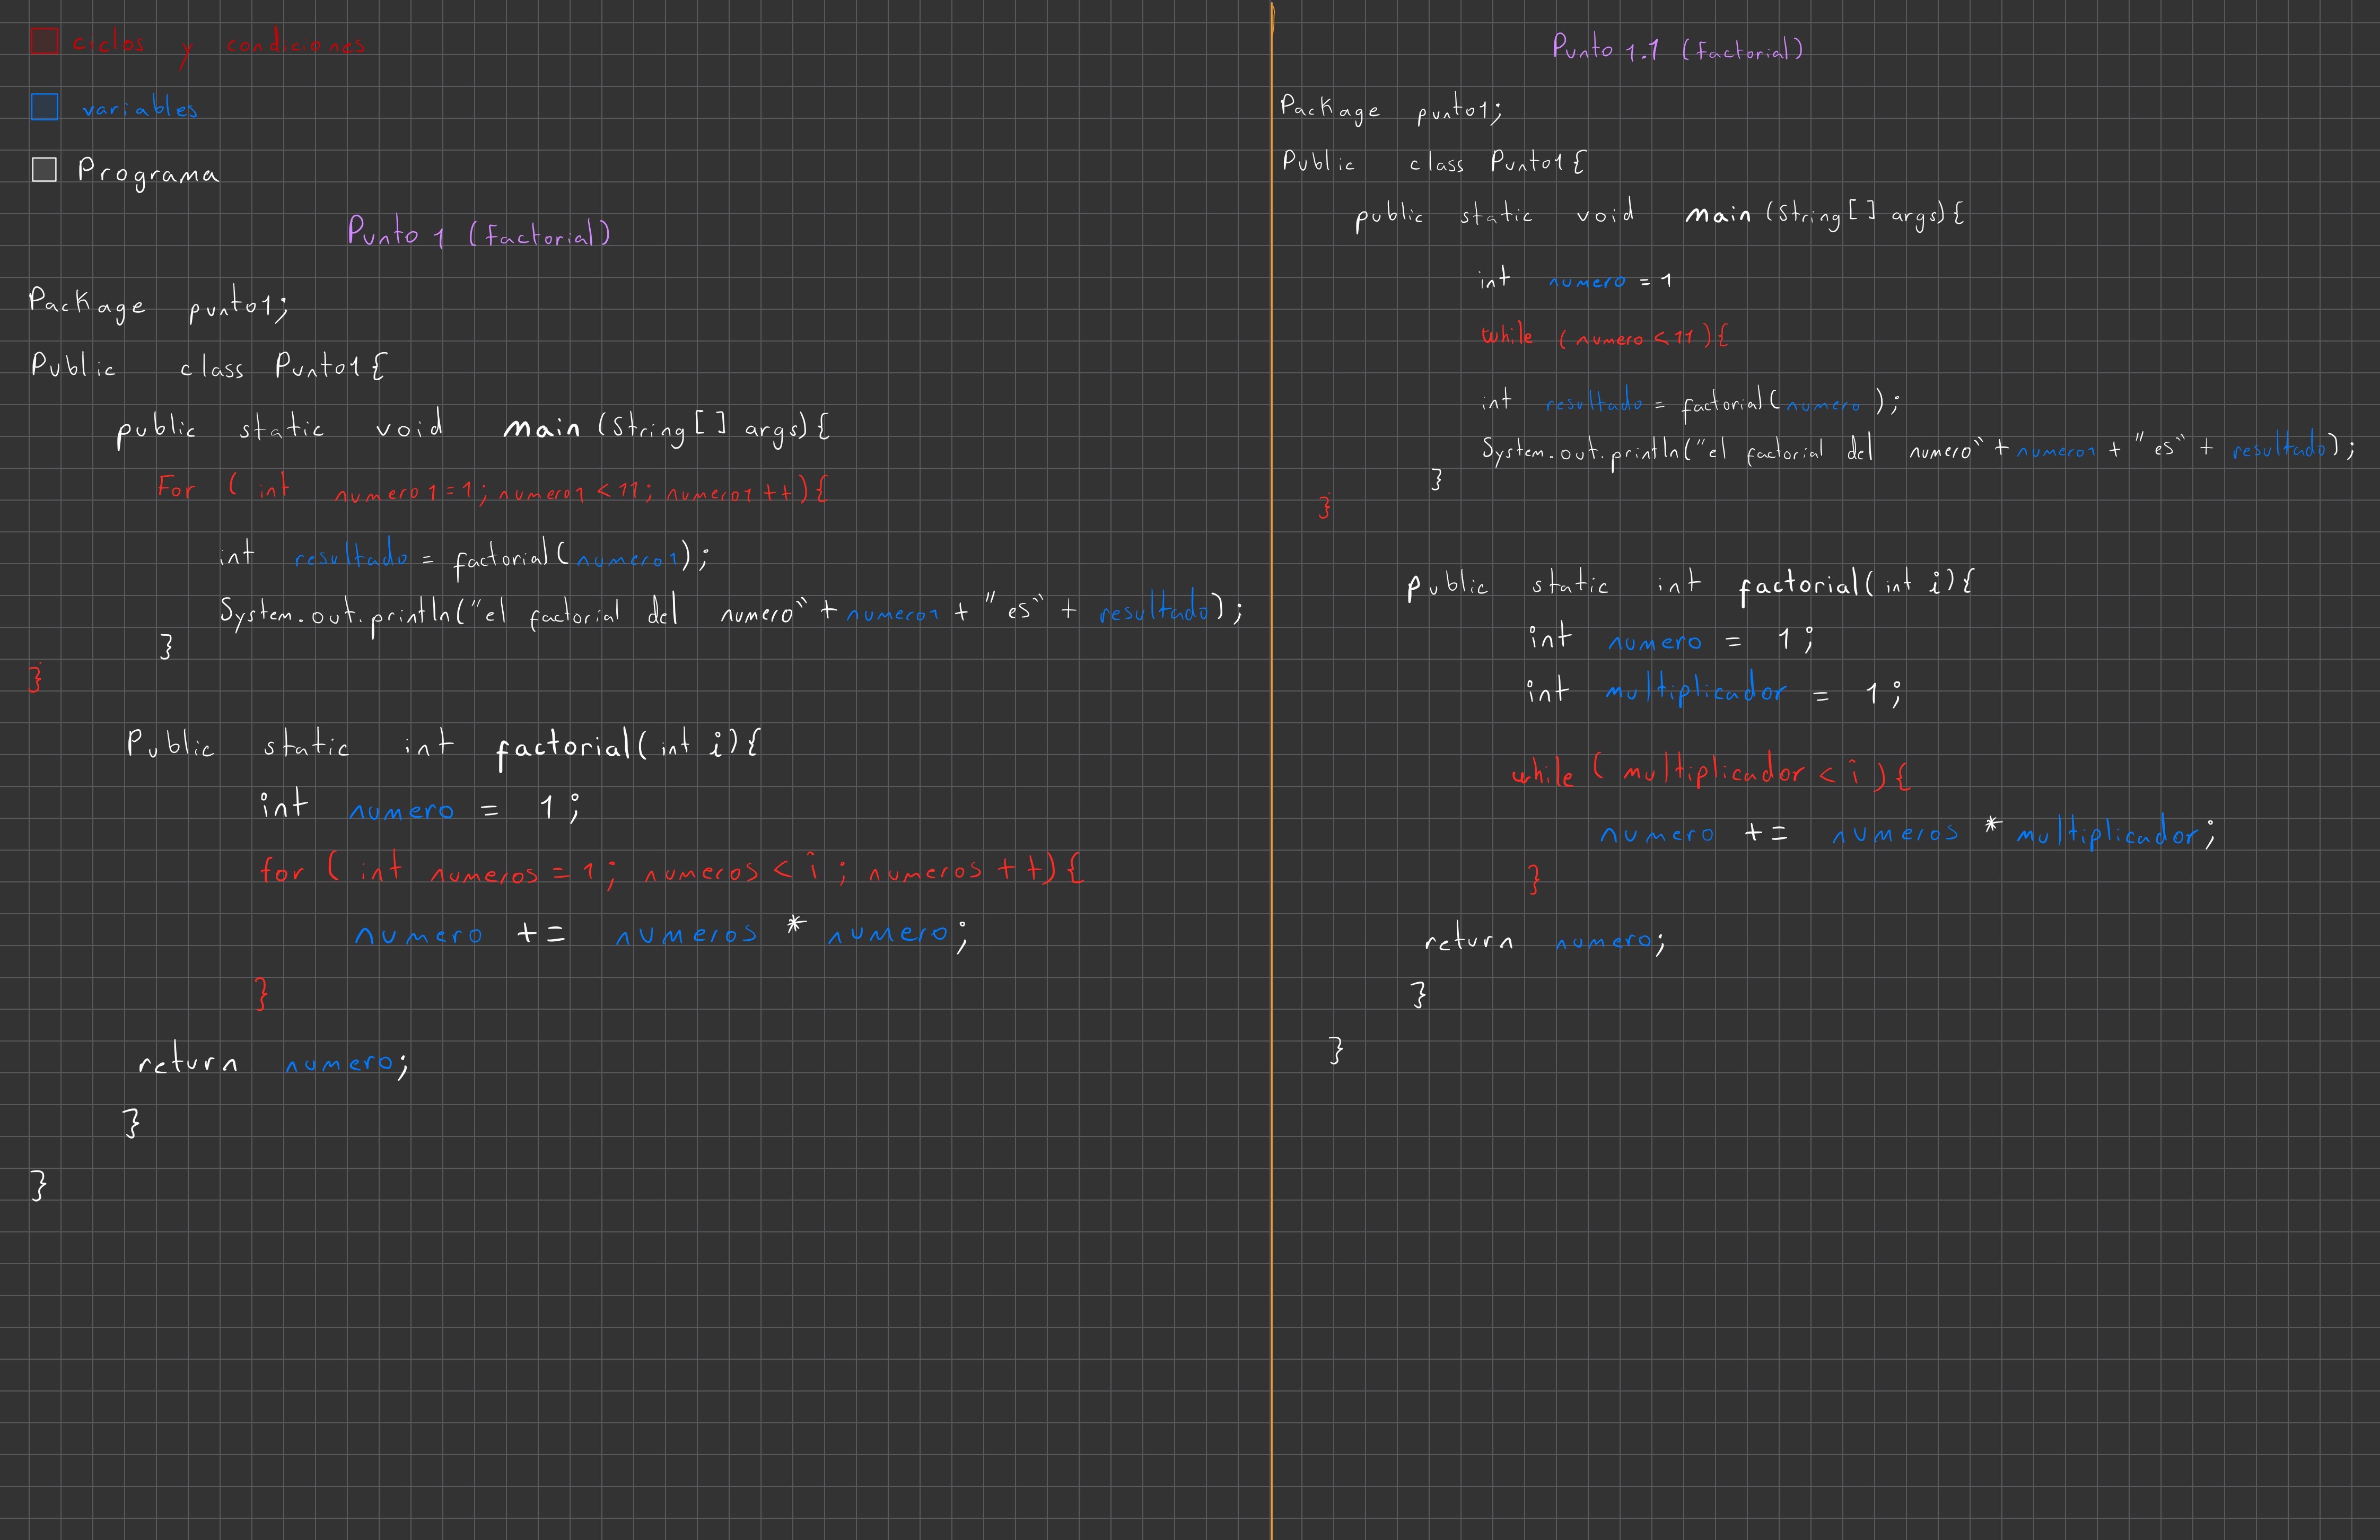 ciclos y condiciones
variables
Programa
Punto 1 (factorial)
Package punto1;
Public class Punto1{
public static void main (String[] args){
For (int numero1=1; numero1<11; numero1++){
int resultado = factorial(numero1);
System.out.println("el factorial del numero" + numero1 + "es" + resultado);
}
}
Public static int factorial(int i){
int numero = 1;
for (int numeros=1; numeros<i; numeros++){
numero += numeros * numero;
}
return numero;
}
}
Punto 1.1 (factorial)
Package punto1;
Public class Punto1{
public static void main (String[] args){
int numero = 1
while (numero<11){
int resultado = factorial(numero);
System.out.println("el factorial del numero" + numero1 + "es" + resultado);
}
}
Public static int factorial(int i){
int numero = 1;
int multiplicador = 1;
while (multiplicador < i){
numero += numeros * multiplicador;
}
return numero;
}
}